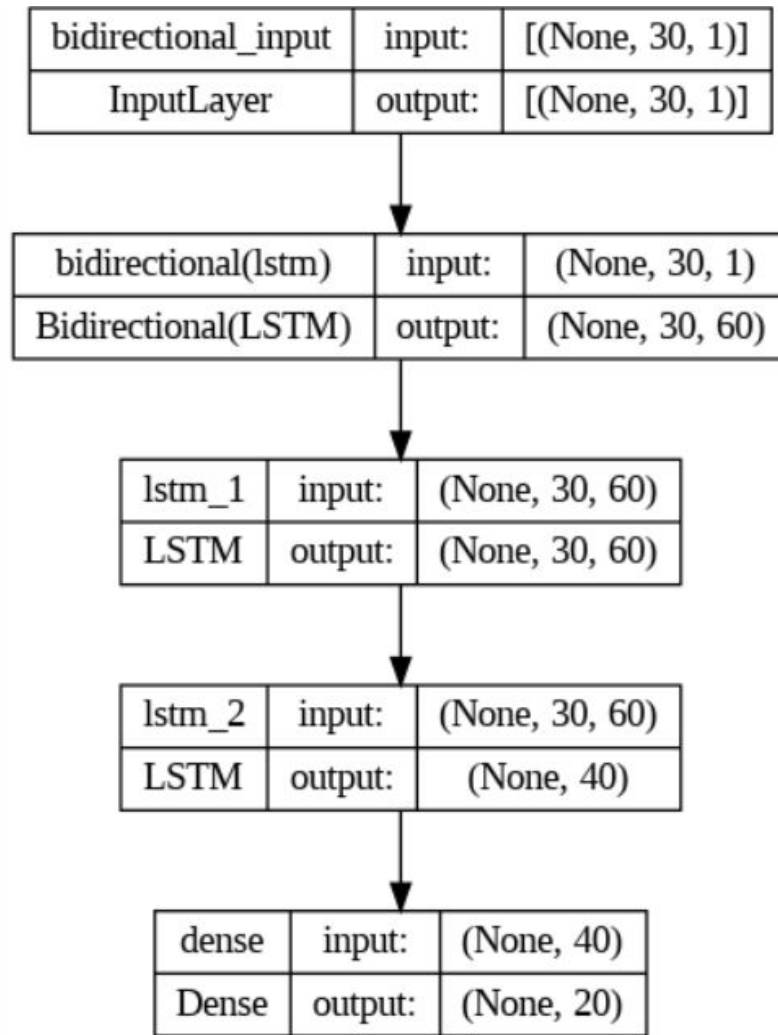 bidirectional_input input: [(None, 30, 1)]
InputLayer output: [(None, 30, 1)]
bidirectional(lstm) input: (None, 30, 1)
Bidirectional(LSTM) output: (None, 30, 60)
lstm_1 input: (None, 30, 60)
LSTM output: (None, 30, 60)
lstm_2 input: (None, 30, 60)
LSTM output: (None, 40)
dense input: (None, 40)
Dense output: (None, 20)